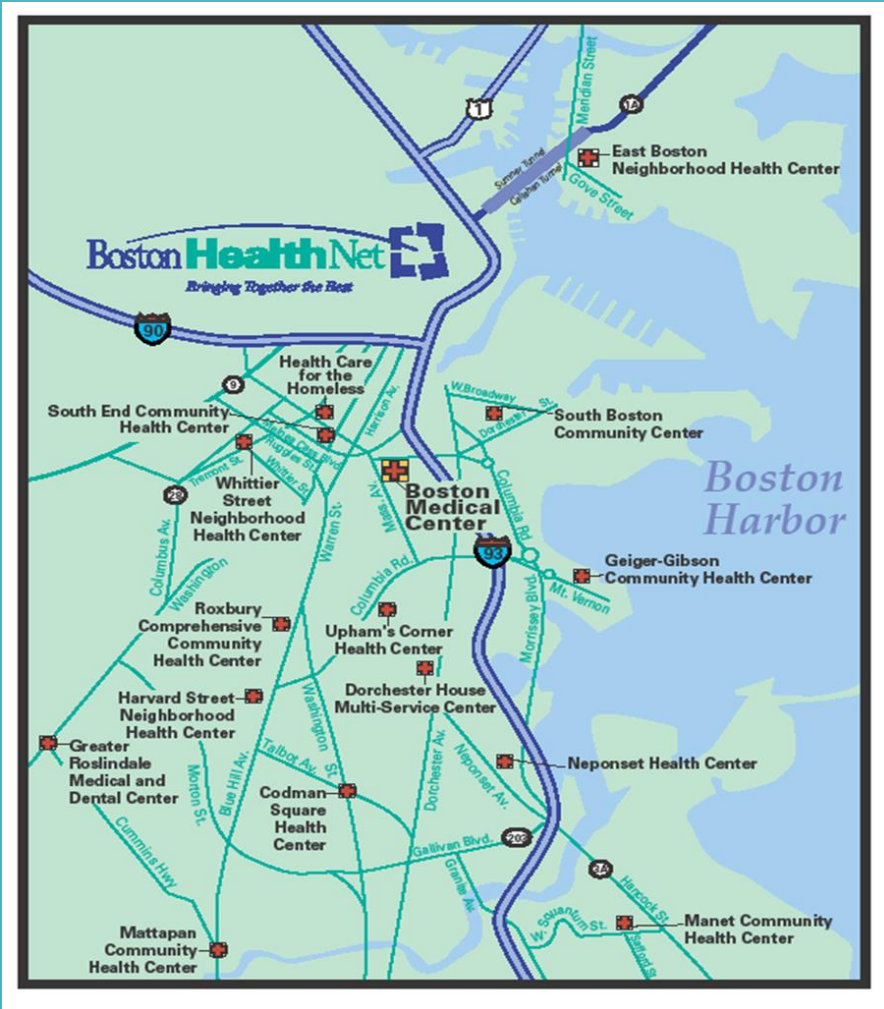 Meridian Street
1
1A
Sumner Tunnel
Callahan Tunnel
East Boston
Neighborhood Health Center
Gove Street
Boston HealthNet
Bringing Together the Best
90
9
Health Care
for the
Homeless
Harrison Av.
W.Broadway
Dorchester
St.
South Boston
Community Center
South End Community
Health Center
Melnea Cass Blvd.
Ruggles St.
Whittier St.
Tremont St.
Whittier
Street
Neighborhood
Health Center
28
Boston
Medical
Center
Mass. Av.
Columbia Rd.
Boston
Harbor
Warren St.
Columbus Av.
Washington
93
Columbia Rd.
Geiger-Gibson
Community Health Center
Mt. Vernon
Morrissey Blvd.
Roxbury
Comprehensive
Community
Health Center
Upham's Corner
Health Center
Dorchester House
Multi-Service Center
Harvard Street
Neighborhood
Health Center
Washington
St.
Greater
Roslindale
Medical and
Dental Center
Talbot Av.
Blue Hill Av.
Morton St.
Dorchester Av.
Neponset Av.
Neponset Health Center
Codman
Square
Health
Center
Cummins Hwy
Gallivan Blvd.
203
Granite Av.
3A
Hancock St.
W. Squantum St.
Safford St.
Manet Community
Health Center
Mattapan
Community
Health Center